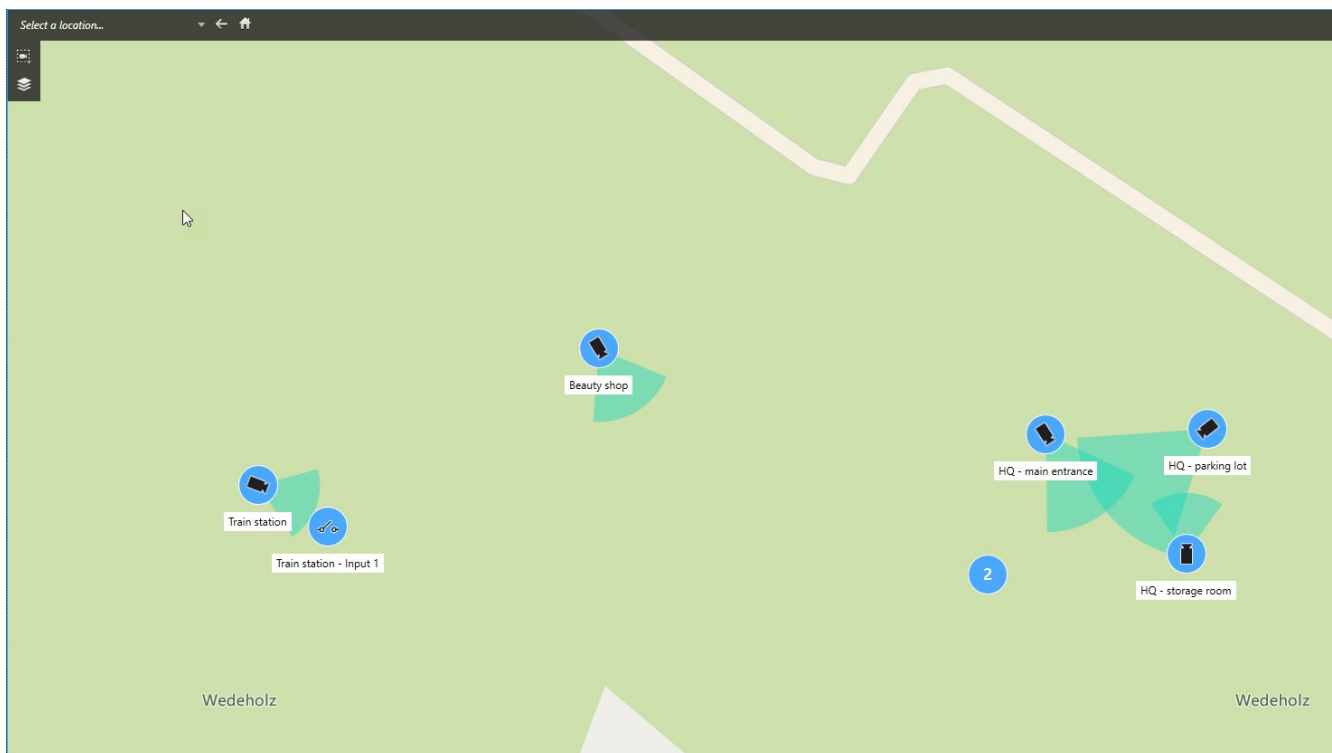 Select a location...
Beauty shop
HQ - main entrance
HQ - parking lot
Train station
Train station - Input 1
2
HQ - storage room
Wedeholz
Wedeholz